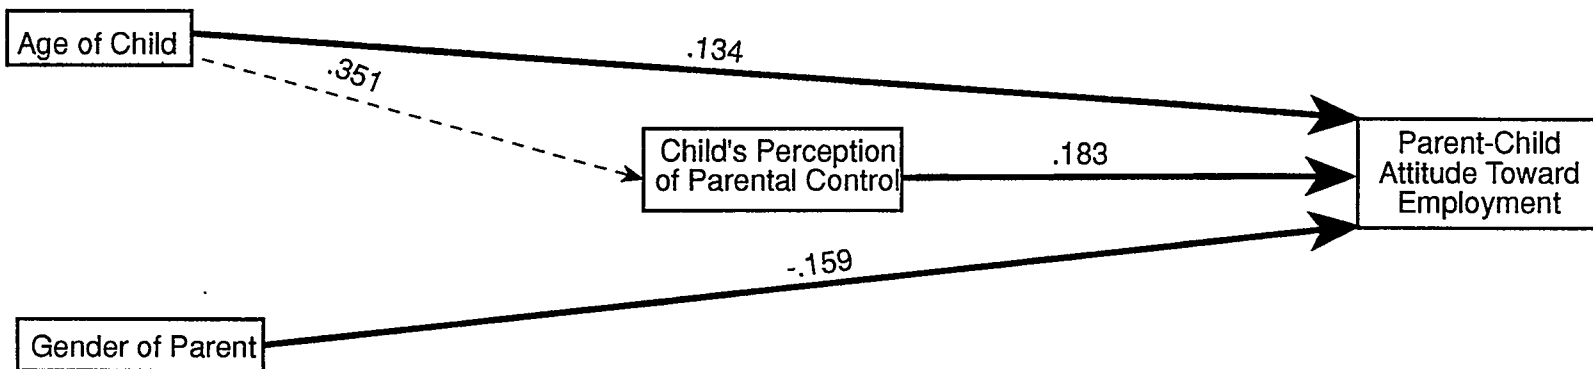 Age of Child
.134
.351
Child's Perception
of Parental Control
.183
Parent-Child
Attitude Toward
Employment
-.159
Gender of Parent